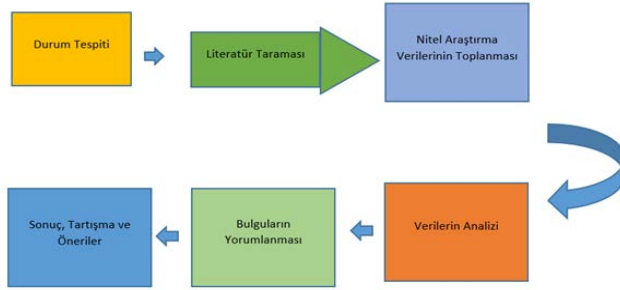 Durum Tespiti
Literatür Taraması
Nitel Araştırma
Verilerinin Toplanması
Verilerin Analizi
Bulguların
Yorumlanması
Sonuç, Tartışma ve
Öneriler